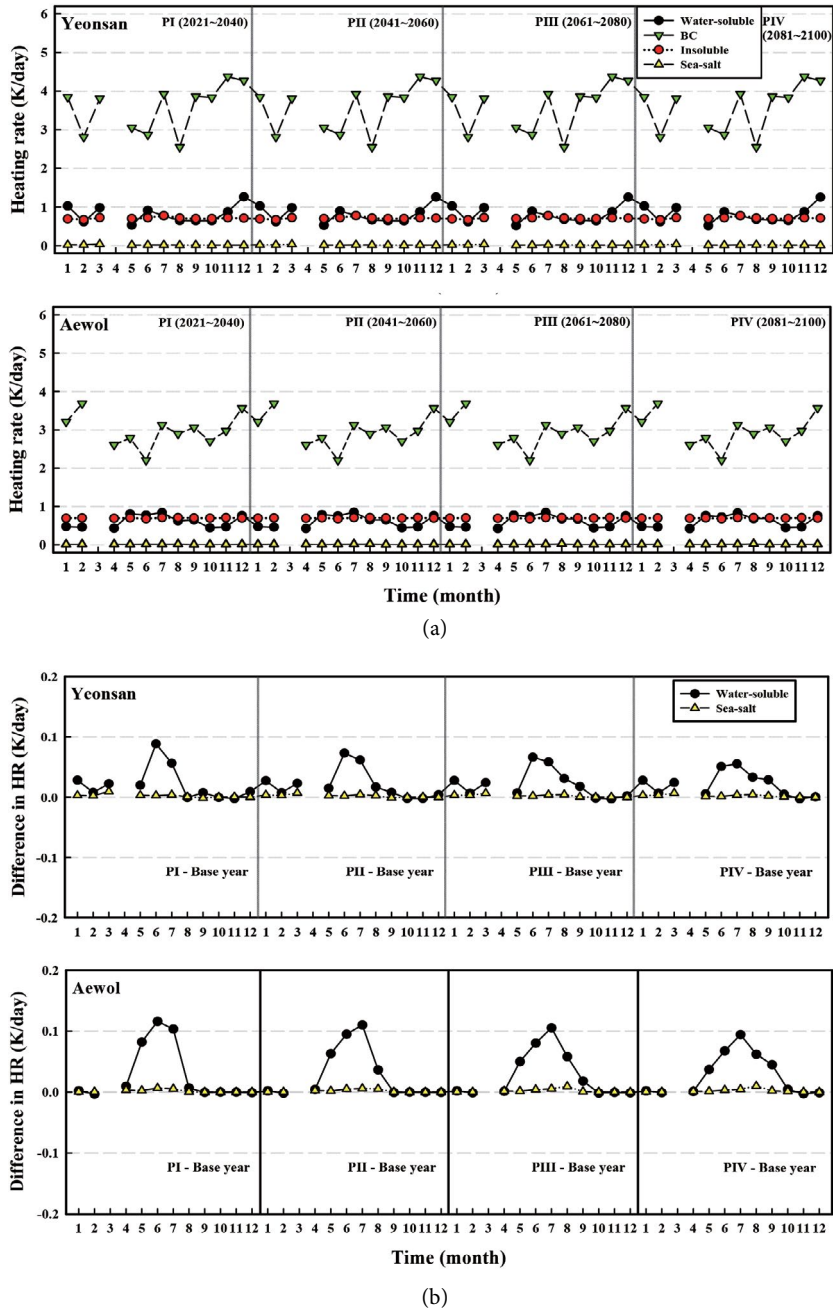 Yeonsan PI (2021~2040) PII (2041~2060) PIII (2061~2080) PIV
(2081~2100)
Water-soluble
BC
Insoluble
Sea-salt
Heating rate (K/day)
6
5
4
3
2
1
0
1 2 3 4 5 6 7 8 9 10 11 12 1 2 3 4 5 6 7 8 9 10 11 12 1 2 3 4 5 6 7 8 9 10 11 12 1 2 3 4 5 6 7 8 9 10 11 12
Aewol PI (2021~2040) PII (2041~2060) PIII (2061~2080) PIV (2081~2100)
Heating rate (K/day)
6
5
4
3
2
1
0
1 2 3 4 5 6 7 8 9 10 11 12 1 2 3 4 5 6 7 8 9 10 11 12 1 2 3 4 5 6 7 8 9 10 11 12 1 2 3 4 5 6 7 8 9 10 11 12
Time (month)
(a)
Yconsan
Water-soluble
Sea-salt
Difference in HR (K/day)
0.2
0.1
0.0
-0.1
-0.2
PI - Base year PII - Base year PIII - Base year PIV - Base year
1 2 3 4 5 6 7 8 9 10 11 12 1 2 3 4 5 6 7 8 9 10 11 12 1 2 3 4 5 6 7 8 9 10 11 12 1 2 3 4 5 6 7 8 9 10 11 12
Aewol
Difference in HR (K/day)
0.2
0.1
0.0
-0.1
-0.2
PI - Base year PII - Base year PIII - Base year PIV - Base year
1 2 3 4 5 6 7 8 9 10 11 12 1 2 3 4 5 6 7 8 9 10 11 12 1 2 3 4 5 6 7 8 9 10 11 12 1 2 3 4 5 6 7 8 9 10 11 12
Time (month)
(b)